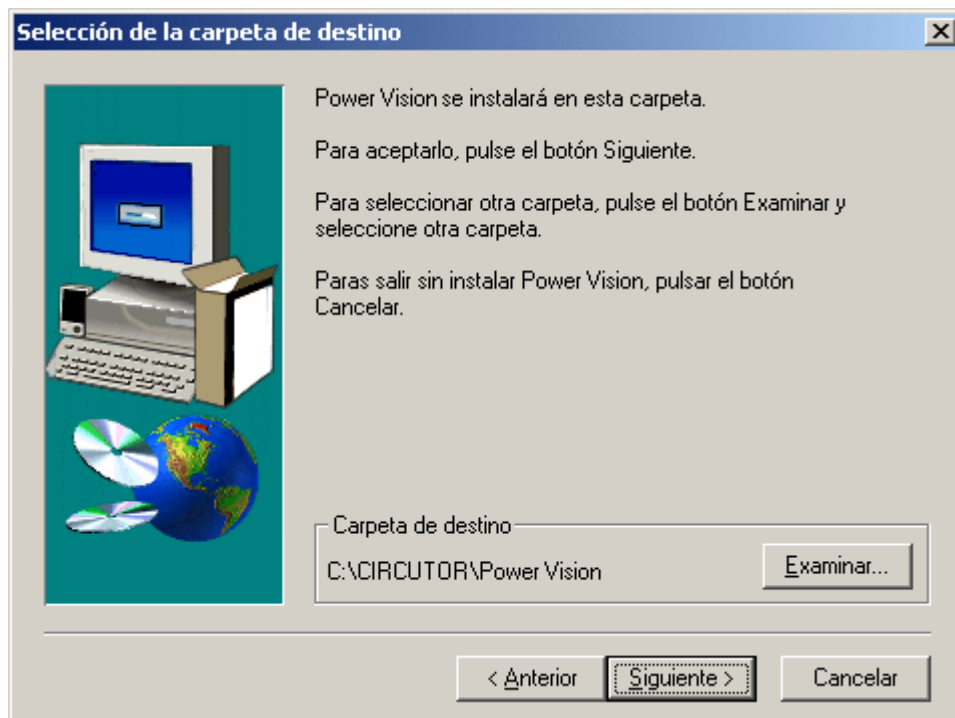 Selección de la carpeta de destino
Power Vision se instalará en esta carpeta.
Para aceptarlo, pulse el botón Siguiente.
Para seleccionar otra carpeta, pulse el botón Examinar y
seleccione otra carpeta.
Paras salir sin instalar Power Vision, pulsar el botón
Cancelar.
Carpeta de destino
C:\CIRCUTOR\Power Vision
Examinar...
< Anterior
Siguiente >
Cancelar